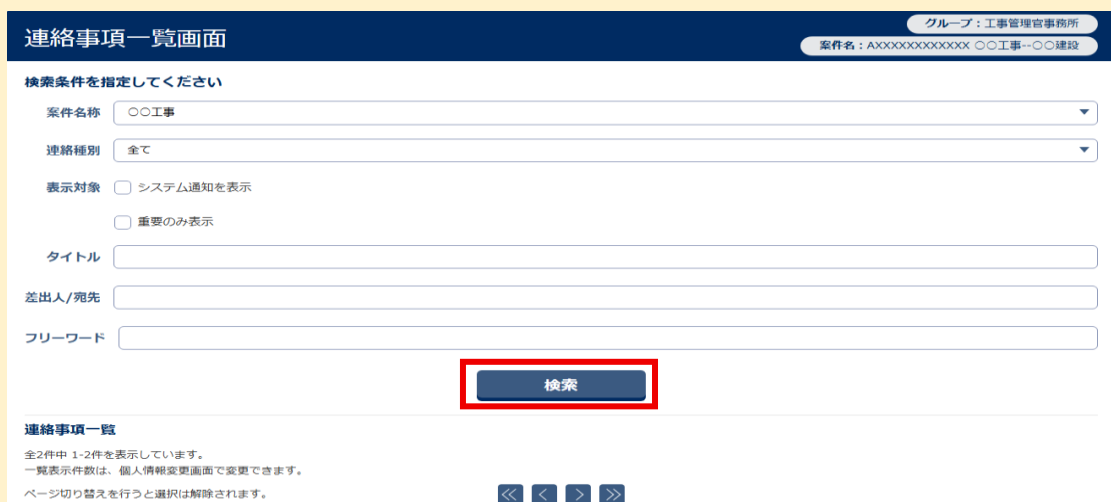 連絡事項一覧画面
グループ：工事管理官事務所
案件名：AXXXXXXXXXXXX ○○工事--○○建設
検索条件を指定してください
案件名称 ○○工事
連絡種別 全て
表示対象 システム通知を表示
重要のみ表示
タイトル
差出人/宛先
フリーワード
検索
連絡事項一覧
全2件中 1-2件を表示しています。
一覧表示件数は、個人情報変更画面で変更できます。
ページ切り替えを行うと選択は解除されます。